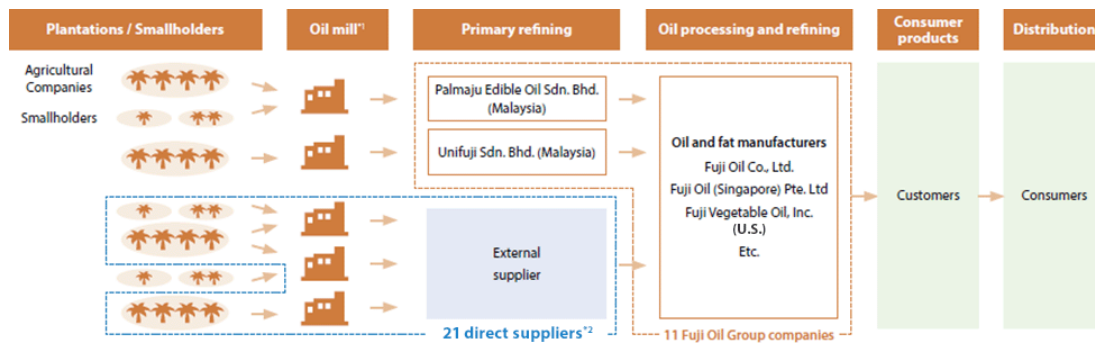 Plantations / Smallholders
Oil mill*1
Primary refining
Oil processing and refining
Consumer
products
Distribution
Agricultural
Companies
Smallholders
Palmaju Edible Oil Sdn. Bhd.
(Malaysia)
Unifuji Sdn. Bhd. (Malaysia)
External
supplier
Oil and fat manufacturers
Fuji Oil Co., Ltd.
Fuji Oil (Singapore) Pte. Ltd
Fuji Vegetable Oil, Inc.
(U.S.)
Etc.
Customers
Consumers
21 direct suppliers*2
11 Fuji Oil Group companies